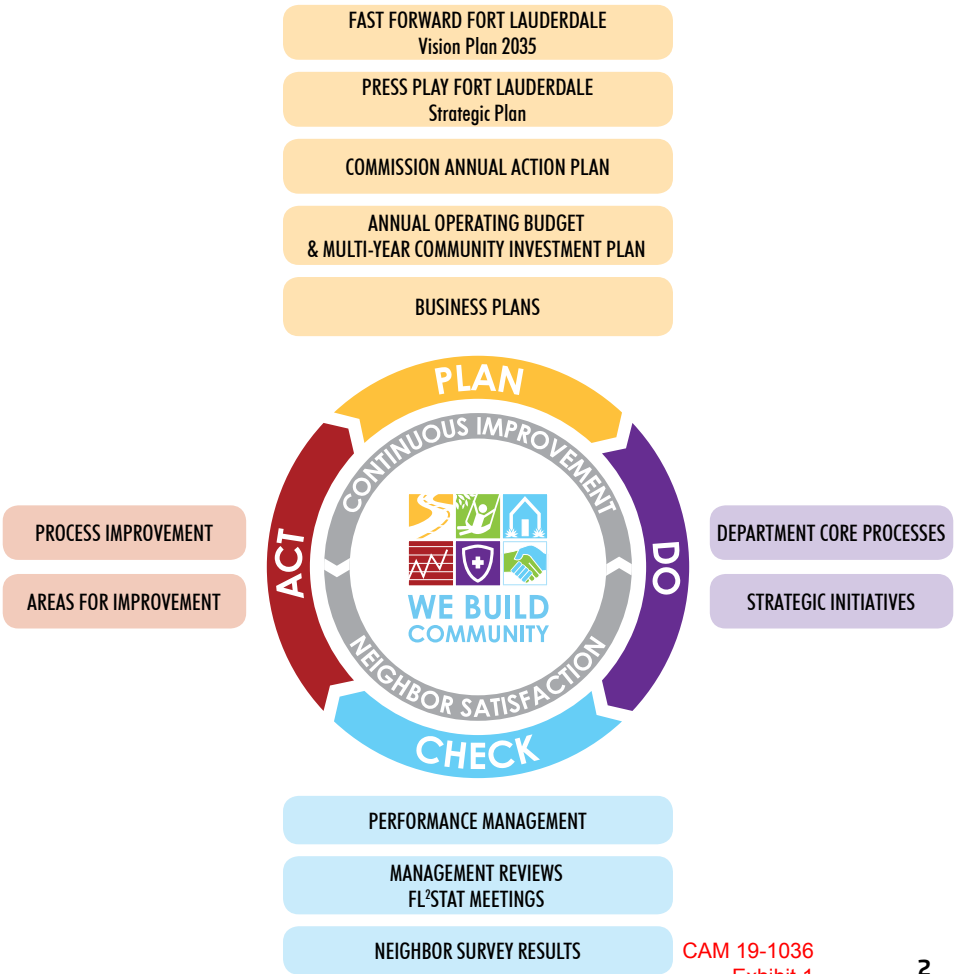 FAST FORWARD FORT LAUDERDALE
Vision Plan 2035
PRESS PLAY FORT LAUDERDALE
Strategic Plan
COMMISSION ANNUAL ACTION PLAN
ANNUAL OPERATING BUDGET
& MULTI-YEAR COMMUNITY INVESTMENT PLAN
BUSINESS PLANS
PLAN
CONTINUOUS IMPROVEMENT
PROCESS IMPROVEMENT
AREAS FOR IMPROVEMENT
ACT
WE BUILD
COMMUNITY
DO
DEPARTMENT CORE PROCESSES
STRATEGIC INITIATIVES
NEIGHBOR SATISFACTION
CHECK
PERFORMANCE MANAGEMENT
MANAGEMENT REVIEWS
FL²STAT MEETINGS
NEIGHBOR SURVEY RESULTS
CAM 19-1036
Exhibit 1
2